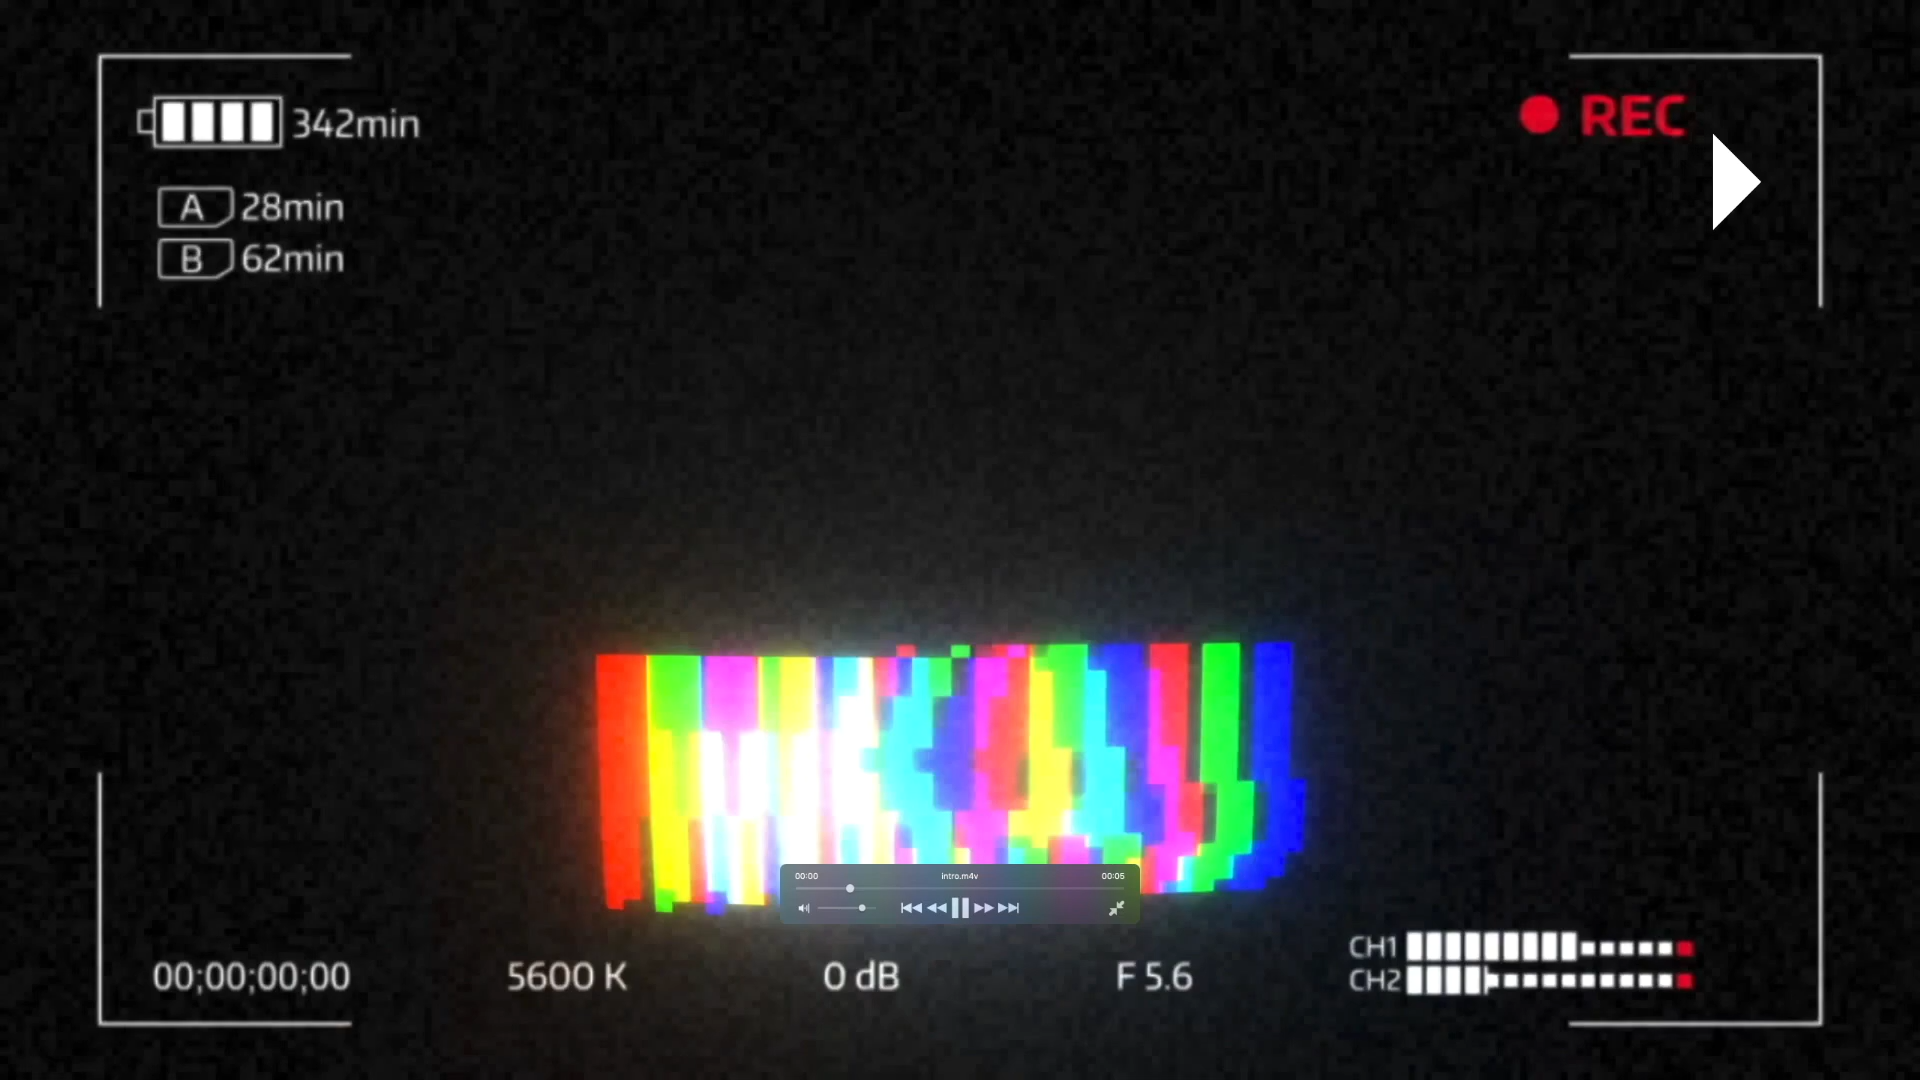 342min
REC
A 28min
B 62min
00:00 intro.m4v 00:05
CH1
00;00;00;00 5600 K 0 dB F 5.6
CH2